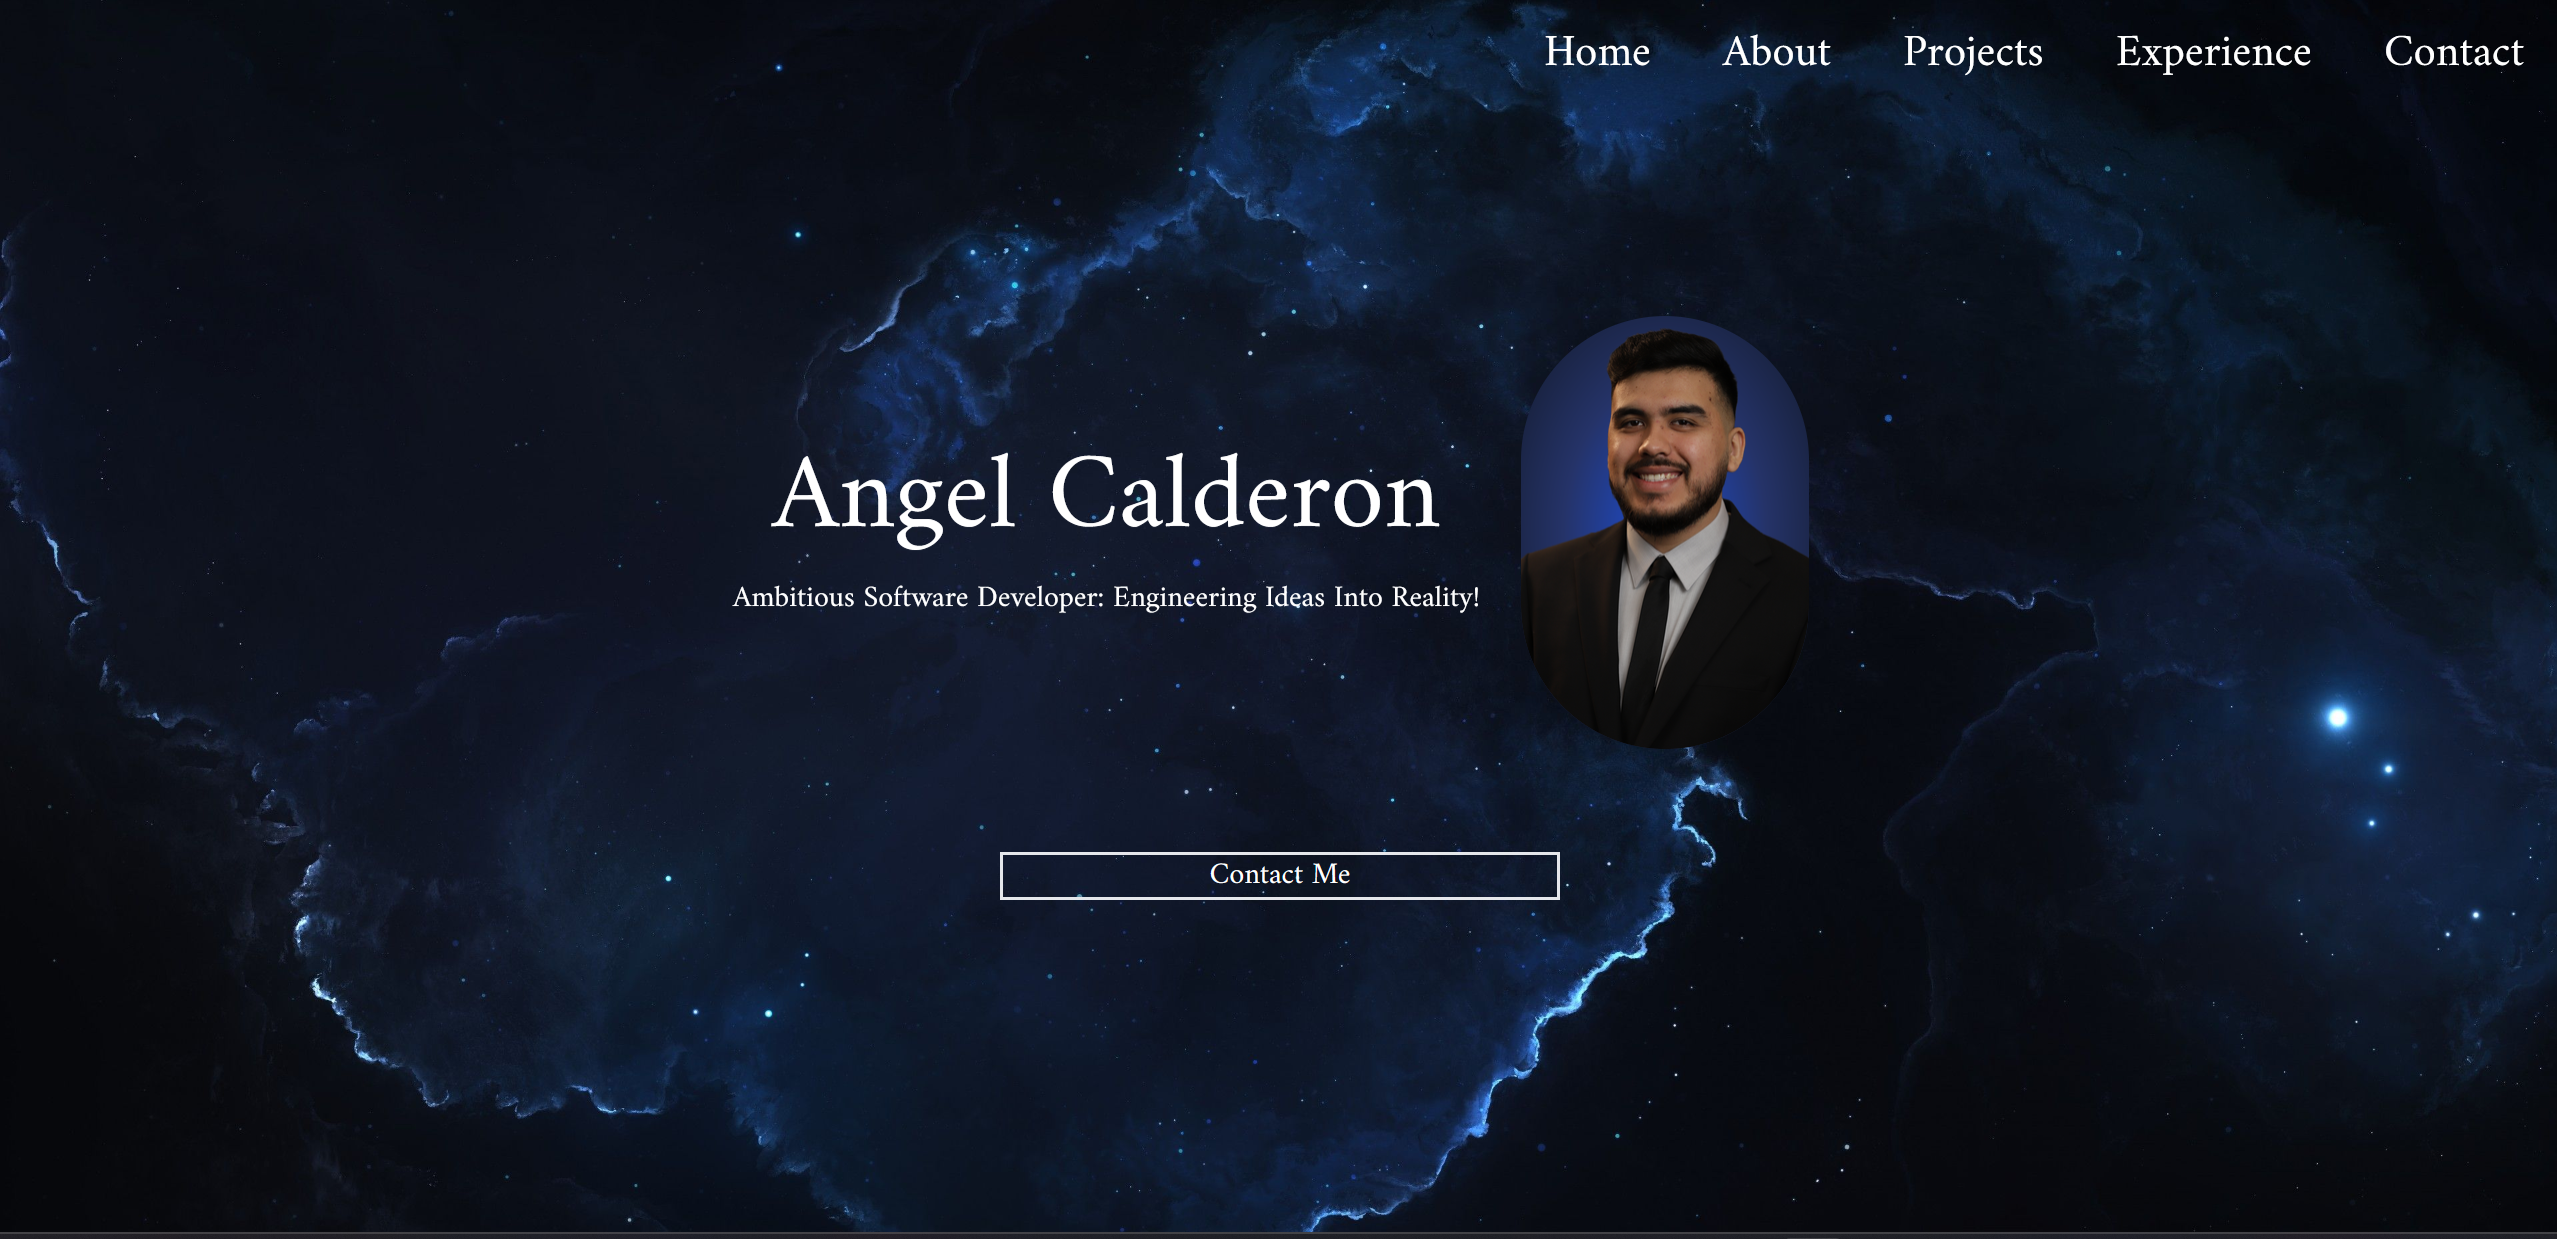 Home About Projects Experience Contact
Angel Calderon
Ambitious Software Developer: Engineering Ideas Into Reality!
Contact Me